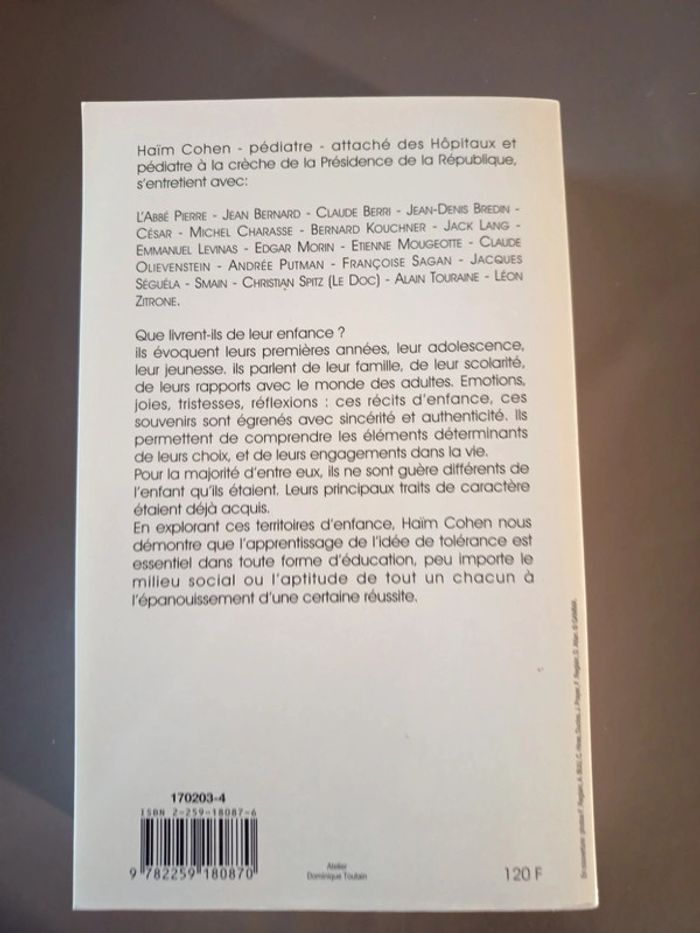 Haïm Cohen - pédiatre - attaché des Hôpitaux et
pédiatre à la crèche de la Présidence de la République,
s'entretient avec:
L'ABBÉ PIERRE - JEAN BERNARD - CLAUDE BERRI - JEAN-DENIS BREDIN -
CÉSAR - MICHEL CHARASSE - BERNARD KOUCHNER - JACK LANG -
EMMANUEL LEVINAS - EDGAR MORIN - ETIENNE MOUGEOTTE - CLAUDE
OLIEVENSTEIN - ANDRÉE PUTMAN - FRANÇOISE SAGAN - JACQUES
SÉGUÉLA - SMAIN - CHRISTIAN SPITZ (LE DOC) - ALAIN TOURAINE - LÉON
ZITRONE.
Que livrent-ils de leur enfance ?
ils évoquent leurs premières années, leur adolescence,
leur jeunesse. ils parlent de leur famille, de leur scolarité,
de leurs rapports avec le monde des adultes. Emotions,
joies, tristesses, réflexions : ces récits d'enfance, ces
souvenirs sont égrenés avec sincérité et authenticité. Ils
permettent de comprendre les éléments déterminants
de leurs choix, et de leurs engagements dans la vie.
Pour la majorité d'entre eux, ils ne sont guère différents de
l'enfant qu'ils étaient. Leurs principaux traits de caractère
étaient déjà acquis.
En explorant ces territoires d'enfance, Haïm Cohen nous
démontre que l'apprentissage de l'idée de tolérance est
essentiel dans toute forme d'éducation, peu importe le
milieu social ou l'aptitude de tout un chacun à
l'épanouissement d'une certaine réussite.
170203-4
ISBN 2-259-18087-6
9 782259 180870
Atelier
Dominique Toutain
120 F
En couverture: photos F.